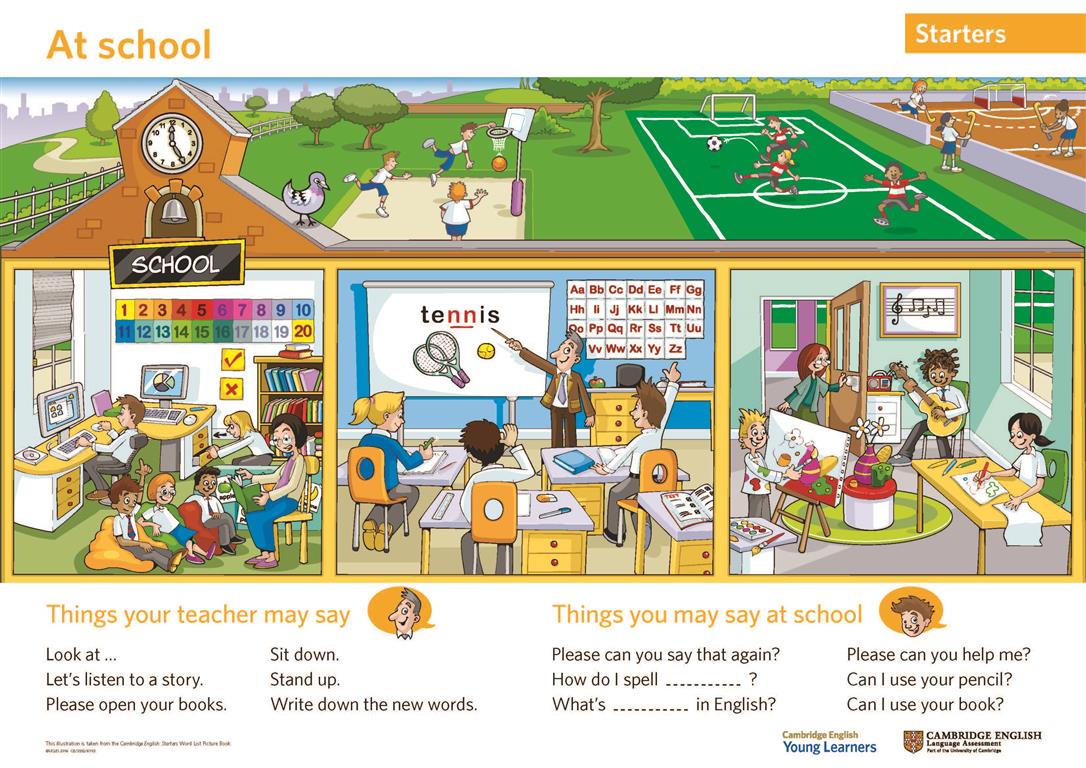 At school
Starters
SCHOOL
1 2 3 4 5 6 7 8 9 10
11 12 13 14 15 16 17 18 19 20
tennis
Aa Bb Cc Dd Ee Ff Gg
Hh Ii Jj Kk Ll Mm Nn
Oo Pp Qq Rr Ss Tt Uu
Vv Ww Xx Yy Zz
apple
TEST
Things your teacher may say
Look at ...
Let's listen to a story.
Please open your books.
Sit down.
Stand up.
Write down the new words.
Things you may say at school
Please can you say that again?
How do I spell ___________ ?
What's ___________ in English?
Please can you help me?
Can I use your pencil?
Can I use your book?
This illustration is taken from the Cambridge English: Starters Word List Picture Book.
Cambridge English
Young Learners
CAMBRIDGE ENGLISH
Language Assessment
Part of the University of Cambridge